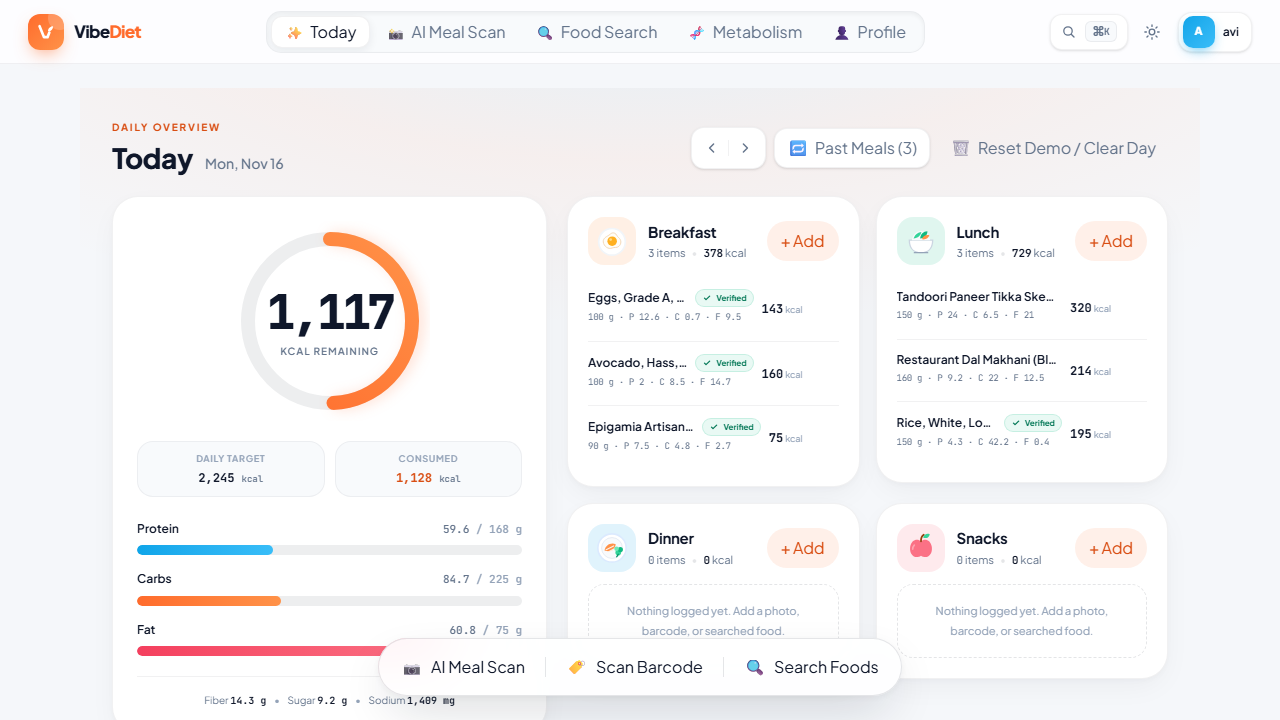 VibeDiet
Today
AI Meal Scan
Food Search
Metabolism
Profile
⌘K
A
avi
DAILY OVERVIEW
Today Mon, Nov 16
Past Meals (3)
Reset Demo / Clear Day
1,117
KCAL REMAINING
DAILY TARGET
2,245 kcal
CONSUMED
1,128 kcal
Protein 59.6 / 168 g
Carbs 84.7 / 225 g
Fat 60.8 / 75 g
Fiber 14.3 g • Sugar 9.2 g • Sodium 1,409 mg
Breakfast
3 items • 378 kcal
+ Add
Eggs, Grade A, ... Verified
100 g · P 12.6 · C 0.7 · F 9.5
143 kcal
Avocado, Hass,... Verified
100 g · P 2 · C 8.5 · F 14.7
160 kcal
Epigamia Artisan... Verified
90 g · P 7.5 · C 4.8 · F 2.7
75 kcal
Lunch
3 items • 729 kcal
+ Add
Tandoori Paneer Tikka Ske...
150 g · P 24 · C 6.5 · F 21
320 kcal
Restaurant Dal Makhani (Bl...
160 g · P 9.2 · C 22 · F 12.5
214 kcal
Rice, White, Lo... Verified
150 g · P 4.3 · C 42.2 · F 0.4
195 kcal
Dinner
0 items • 0 kcal
+ Add
Nothing logged yet. Add a photo,
barcode, or searched food.
Snacks
0 items • 0 kcal
+ Add
Nothing logged yet. Add a photo,
barcode, or searched food.
AI Meal Scan
Scan Barcode
Search Foods